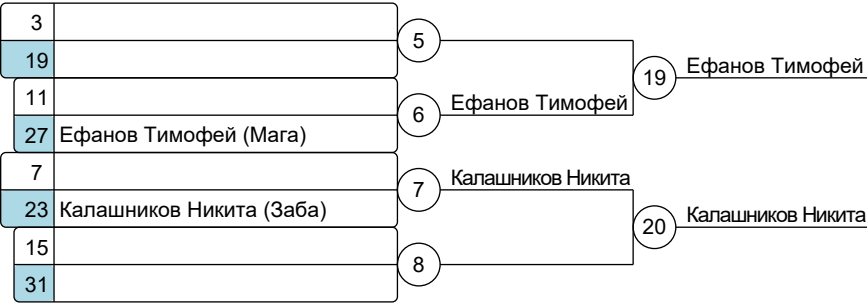 3
5
19
Ефанов Тимофей
19
11
6
Ефанов Тимофей
27 Ефанов Тимофей (Мага)
7
7
Калашников Никита
23 Калашников Никита (Заба)
Калашников Никита
20
15
8
31